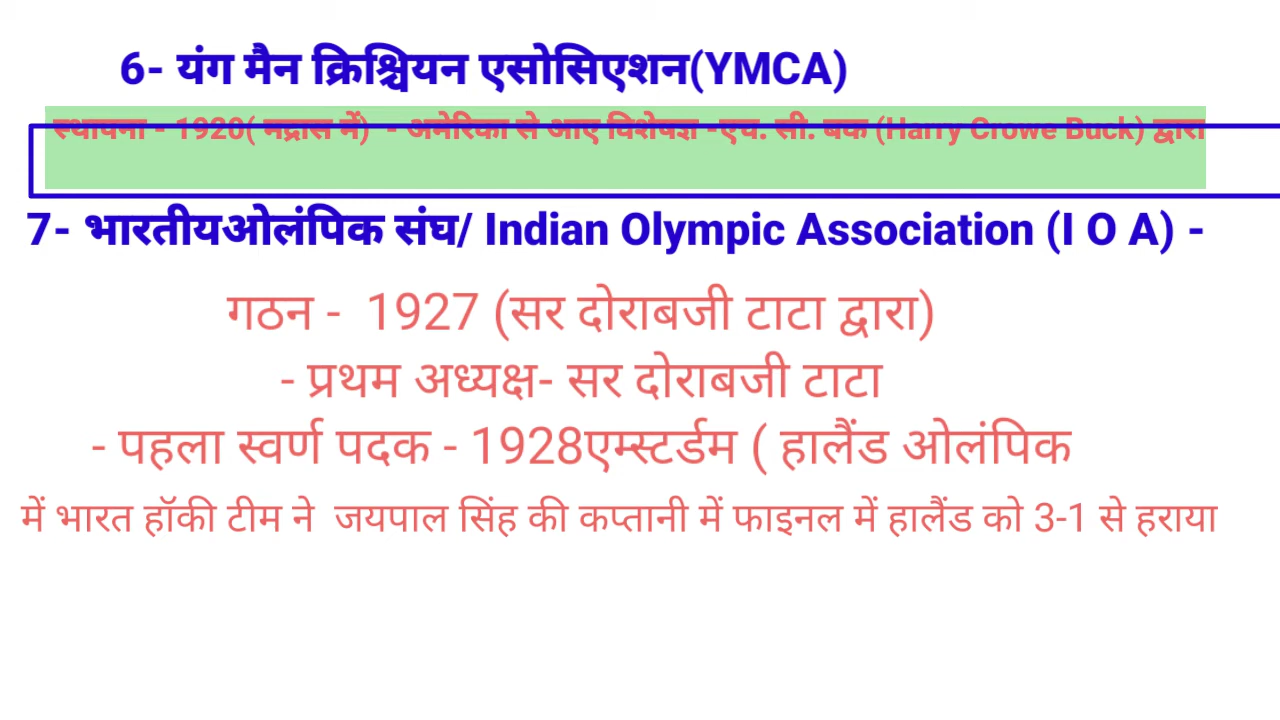 6- यंग मैन क्रिश्चियन एसोसिएशन(YMCA)
स्थापना - 1920( मद्रास में) - अमेरिका से आए विशेषज्ञ -एच. सी. बक (Harry Crowe Buck) द्वारा
7- भारतीयओलंपिक संघ/ Indian Olympic Association (I O A) -
गठन - 1927 (सर दोराबजी टाटा द्वारा)
- प्रथम अध्यक्ष- सर दोराबजी टाटा
- पहला स्वर्ण पदक - 1928एम्स्टर्डम ( हालैंड ओलंपिक
में भारत हॉकी टीम ने जयपाल सिंह की कप्तानी में फाइनल में हालैंड को 3-1 से हराया